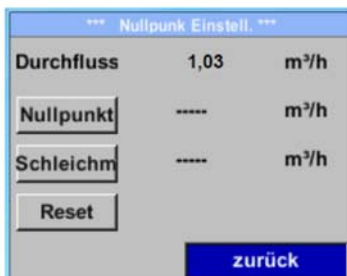 *** Nullpunk Einstell. ***
Durchfluss 1,03 m³/h
Nullpunkt ----- m³/h
Schleichm ----- m³/h
Reset
zurück